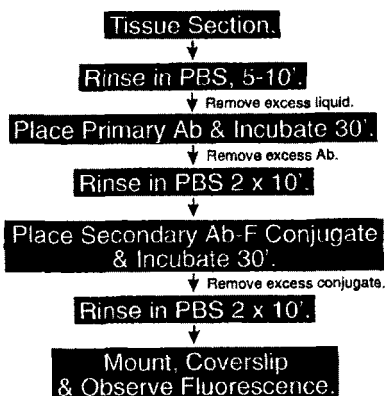 Tissue Section.
Rinse in PBS, 5-10'.
Remove excess liquid.
Place Primary Ab & Incubate 30'.
Remove excess Ab.
Rinse in PBS 2 x 10'.
Place Secondary Ab-F Conjugate
& Incubate 30'.
Remove excess conjugate.
Rinse in PBS 2 x 10'.
Mount, Coverslip
& Observe Fluorescence.